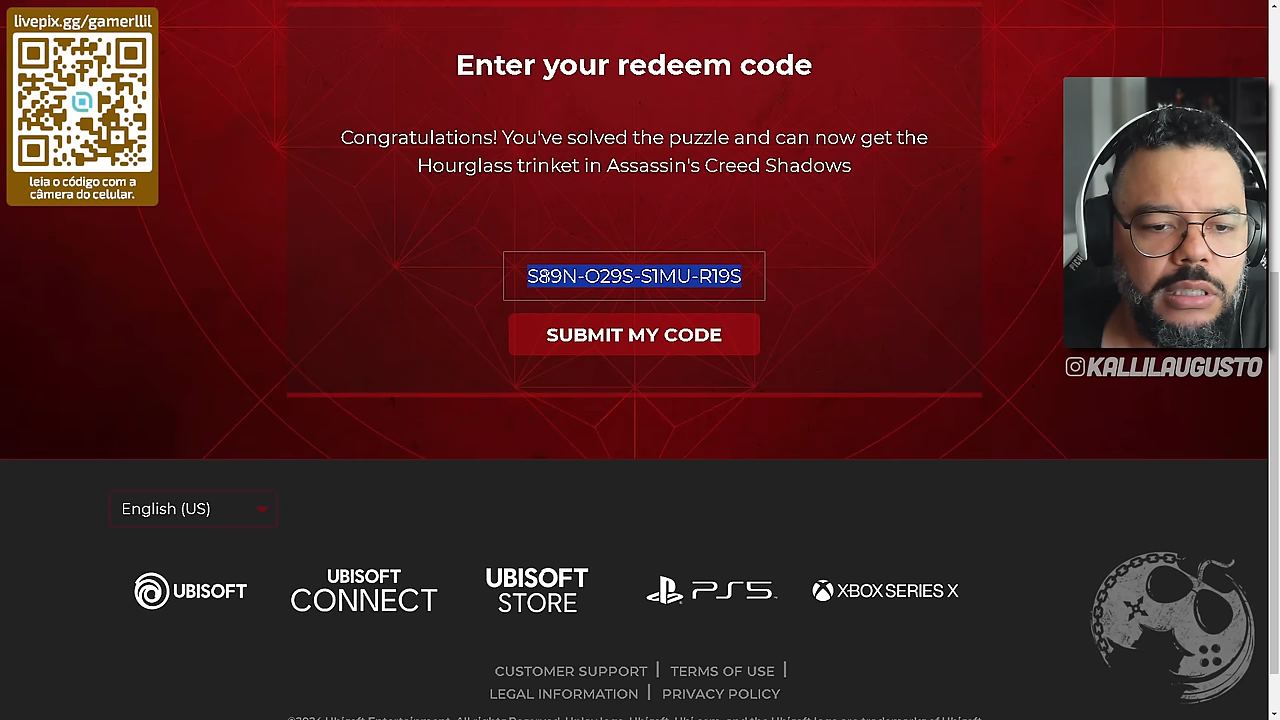 livepix.gg/gamerllil
leia o código com a
câmera do celular.
Enter your redeem code
Congratulations! You've solved the puzzle and can now get the
Hourglass trinket in Assassin's Creed Shadows
S89N-O29S-S1MU-R19S
SUBMIT MY CODE
KALLILAUGUSTO
English (US)
UBISOFT
UBISOFT
CONNECT
UBISOFT
STORE
PS5
XBOX SERIES X
CUSTOMER SUPPORT | TERMS OF USE |
LEGAL INFORMATION | PRIVACY POLICY